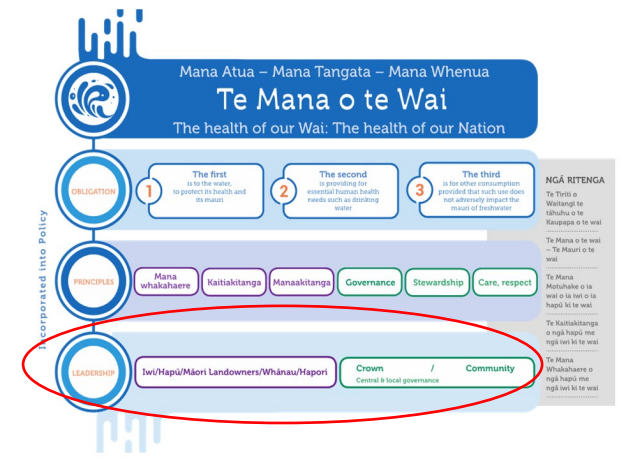 Mana Atua – Mana Tangata – Mana Whenua
Te Mana o te Wai
The health of our Wai: The health of our Nation
Incorporated into Policy
OBLIGATION
1
The first
is to the water,
to protect its health and
its mauri
2
The second
is providing for
essential human health
needs such as drinking
water
3
The third
is for other consumption
provided that such use does
not adversely impact the
mauri of freshwater
PRINCIPLES
Mana
whakahaere
Kaitiakitanga
Manaakitanga
Governance
Stewardship
Care, respect
LEADERSHIP
Iwi/Hapū/Māori Landowners/Whānau/Hapori
Crown / Community
Central & local governance
NGĀ RITENGA
Te Tiriti o
Waitangi te
tāhuhu o te
Kaupapa o te wai
Te Mana o te wai
– Te Mauri o te
wai
Te Mana
Motuhake o ia
wai o ia iwi o ia
hapū ki te wai
Te Kaitiakitanga
o ngā hapū me
ngā iwi ki te wai
Te Mana
Whakahaere o
ngā hapū me
ngā iwi ki te wai